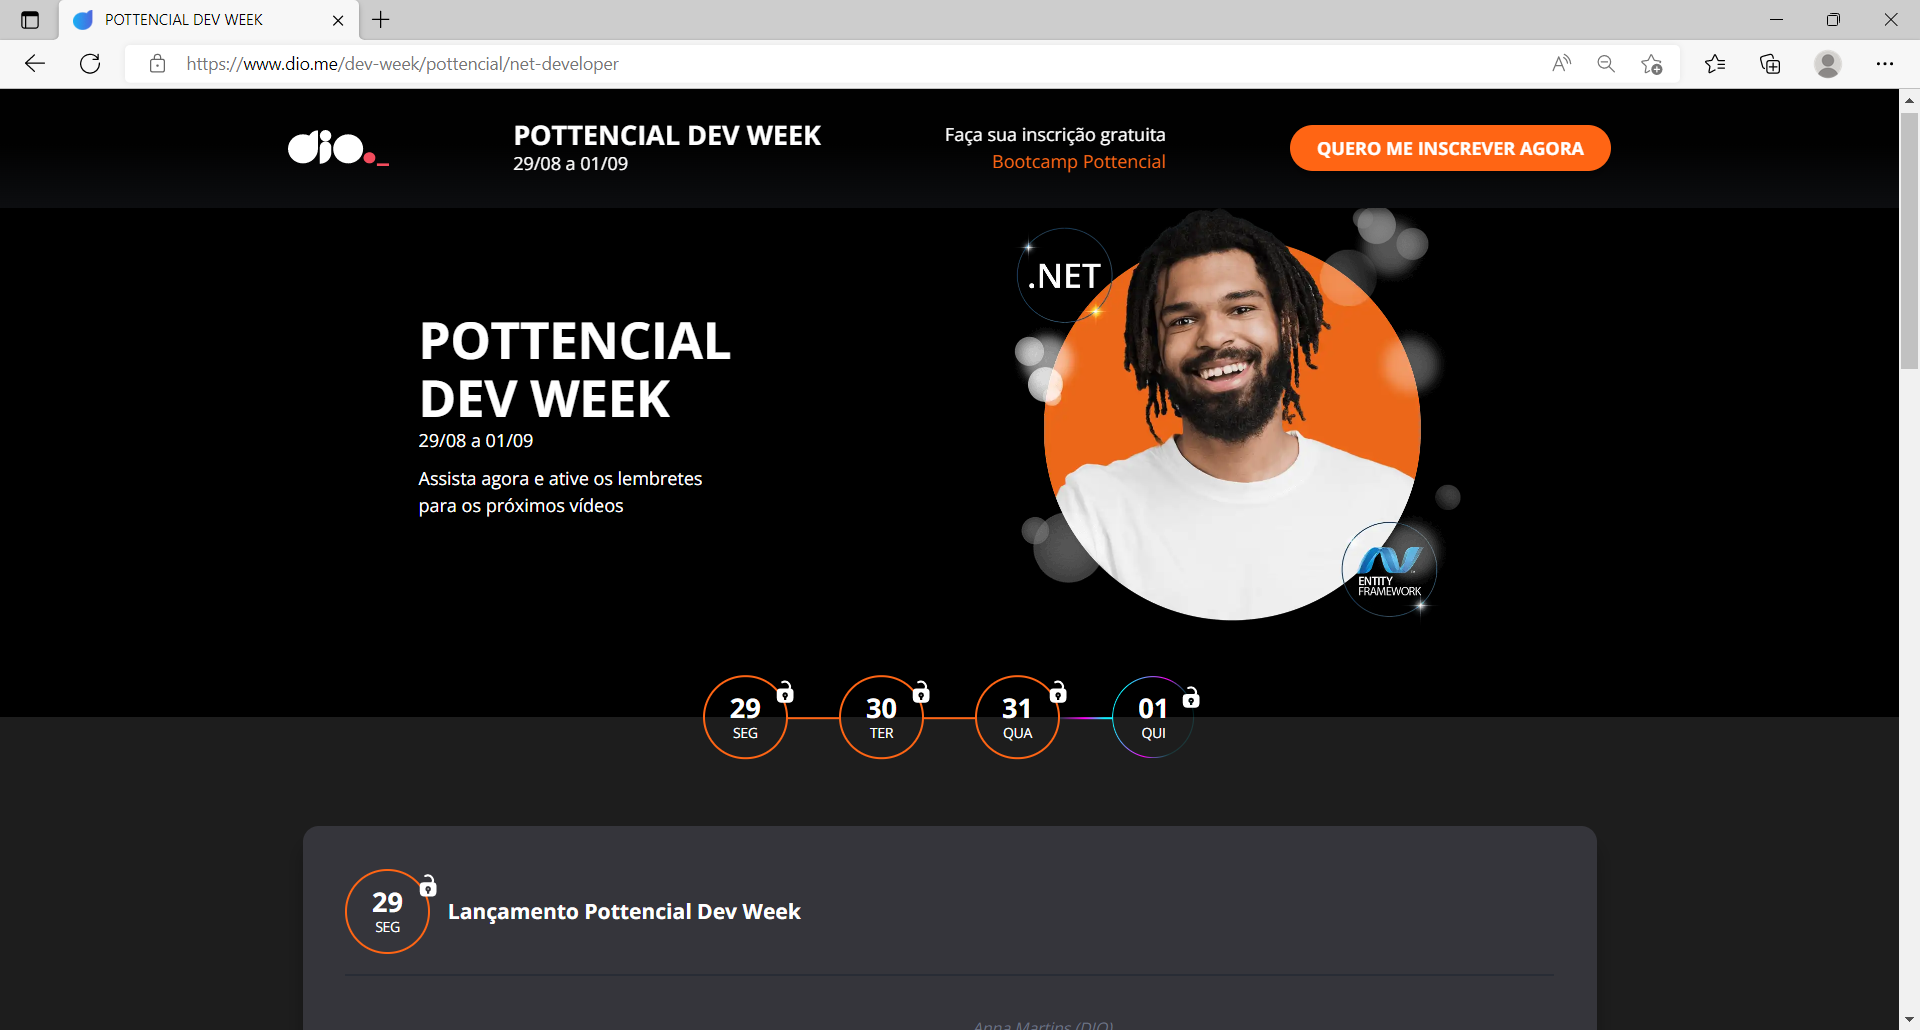 POTTENCIAL DEV WEEK
https://www.dio.me/dev-week/pottencial/net-developer
dio._
POTTENCIAL DEV WEEK
29/08 a 01/09
Faça sua inscrição gratuita
Bootcamp Pottencial
QUERO ME INSCREVER AGORA
.NET
POTTENCIAL
DEV WEEK
29/08 a 01/09
Assista agora e ative os lembretes
para os próximos vídeos
ENTITY
FRAMEWORK
29
SEG
30
TER
31
QUA
01
QUI
29
SEG
Lançamento Pottencial Dev Week
Anna Martins (DIO)